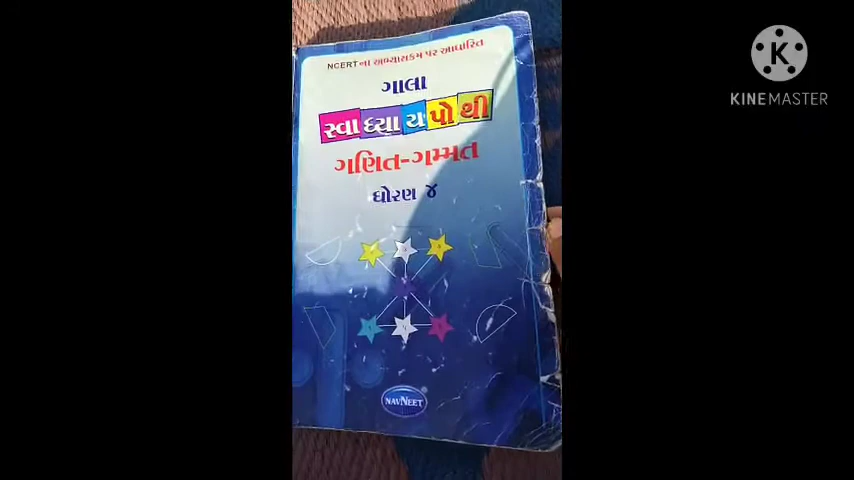 NCERTના અભ્યાસક્રમ પર આધારિત
ગાલા
સ્વાધ્યાયપોથી
ગણિત-ગમ્મત
ધોરણ ૪
NAVNEET
KINEMASTER